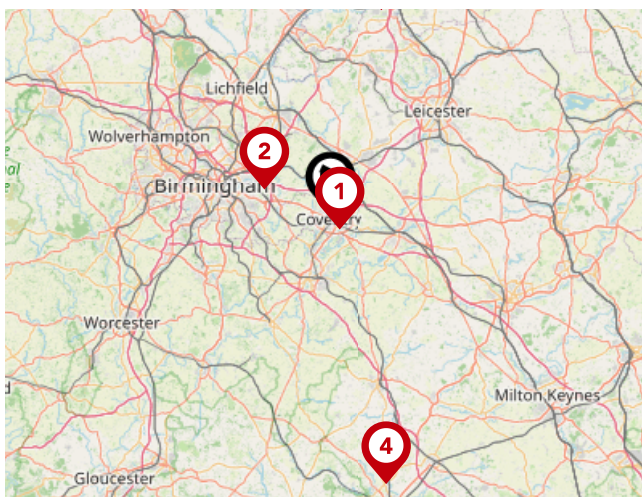 Lichfield
Leicester
Wolverhampton
2
Birmingham
1
Coventry
Worcester
Milton Keynes
4
Gloucester